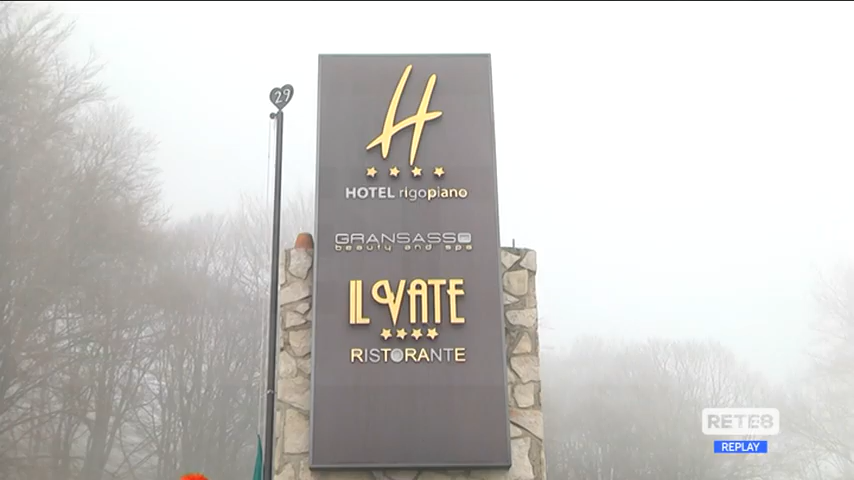 29
H
HOTEL rigopiano
GRANSASSO
beauty and spa
IL VATE
RISTORANTE
RETE8
REPLAY